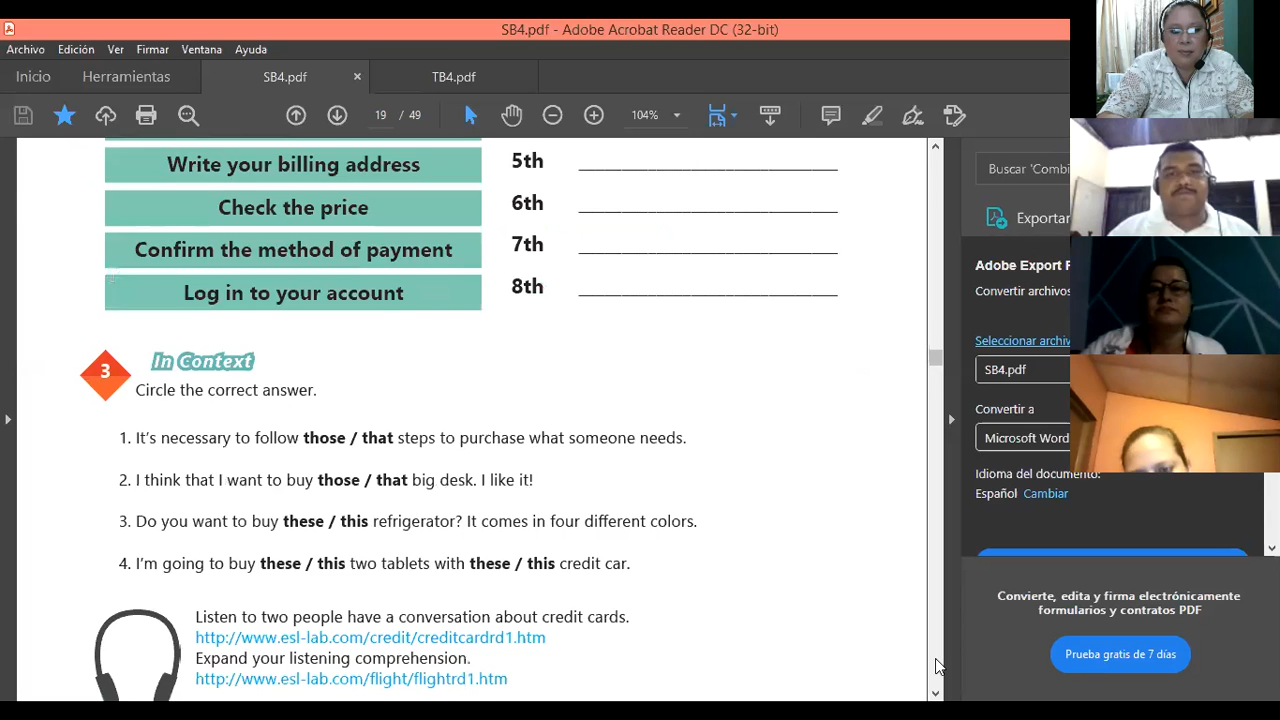 SB4.pdf - Adobe Acrobat Reader DC (32-bit)
Archivo Edición Ver Firmar Ventana Ayuda
Inicio Herramientas SB4.pdf × TB4.pdf
19 / 49 104%
Write your billing address 5th ____________________
Check the price 6th ____________________
Confirm the method of payment 7th ____________________
Log in to your account 8th ____________________
3 In Context
Circle the correct answer.
1. It's necessary to follow those / that steps to purchase what someone needs.
2. I think that I want to buy those / that big desk. I like it!
3. Do you want to buy these / this refrigerator? It comes in four different colors.
4. I'm going to buy these / this two tablets with these / this credit car.
Listen to two people have a conversation about credit cards.
http://www.esl-lab.com/credit/creditcardrd1.htm
Expand your listening comprehension.
http://www.esl-lab.com/flight/flightrd1.htm
Buscar 'Combi
Exportar
Adobe Export P
Convertir archivos
Seleccionar archiv
SB4.pdf
Convertir a
Microsoft Word
Idioma del documento:
Español Cambiar
Convierte, edita y firma electrónicamente
formularios y contratos PDF
Prueba gratis de 7 días